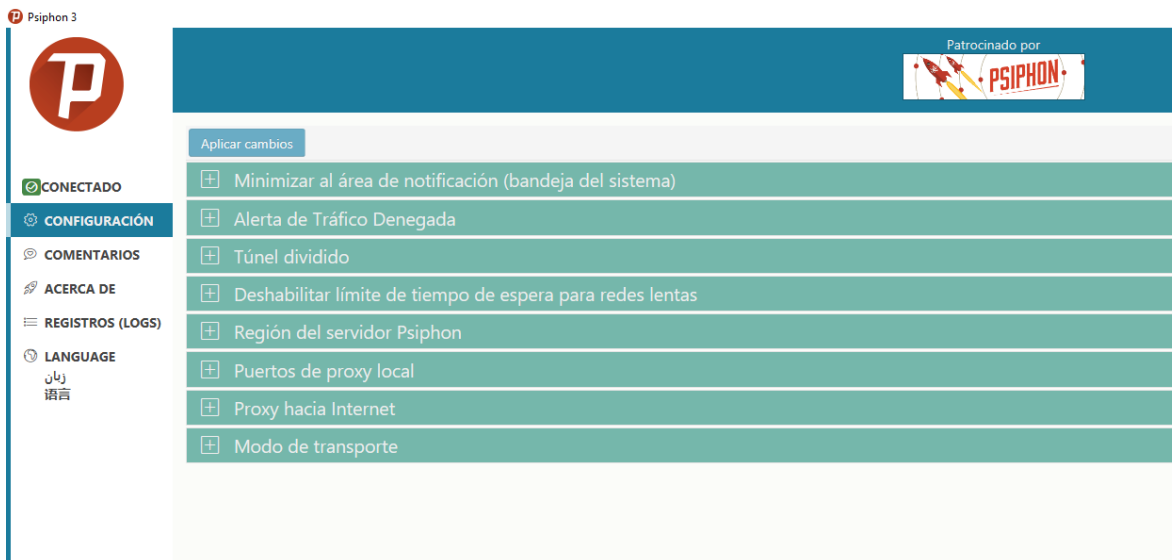 Psiphon 3
Patrocinado por
PSIPHON
Aplicar cambios
CONECTADO
CONFIGURACIÓN
COMENTARIOS
ACERCA DE
REGISTROS (LOGS)
LANGUAGE
زبان
语言
Minimizar al área de notificación (bandeja del sistema)
Alerta de Tráfico Denegada
Túnel dividido
Deshabilitar límite de tiempo de espera para redes lentas
Región del servidor Psiphon
Puertos de proxy local
Proxy hacia Internet
Modo de transporte